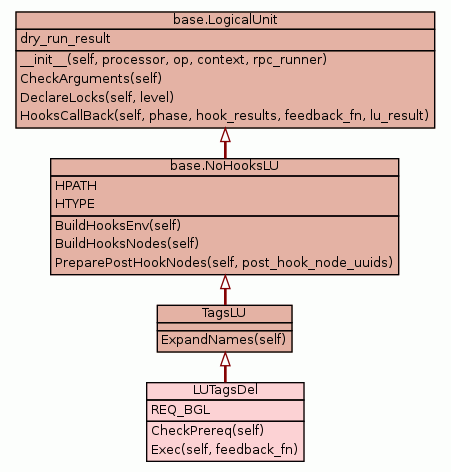 base.LogicalUnit
dry_run_result
__init__(self, processor, op, context, rpc_runner)
CheckArguments(self)
DeclareLocks(self, level)
HooksCallBack(self, phase, hook_results, feedback_fn, lu_result)
base.NoHooksLU
HPATH
HTYPE
BuildHooksEnv(self)
BuildHooksNodes(self)
PreparePostHookNodes(self, post_hook_node_uuids)
TagsLU
ExpandNames(self)
LUTagsDel
REQ_BGL
CheckPrereq(self)
Exec(self, feedback_fn)